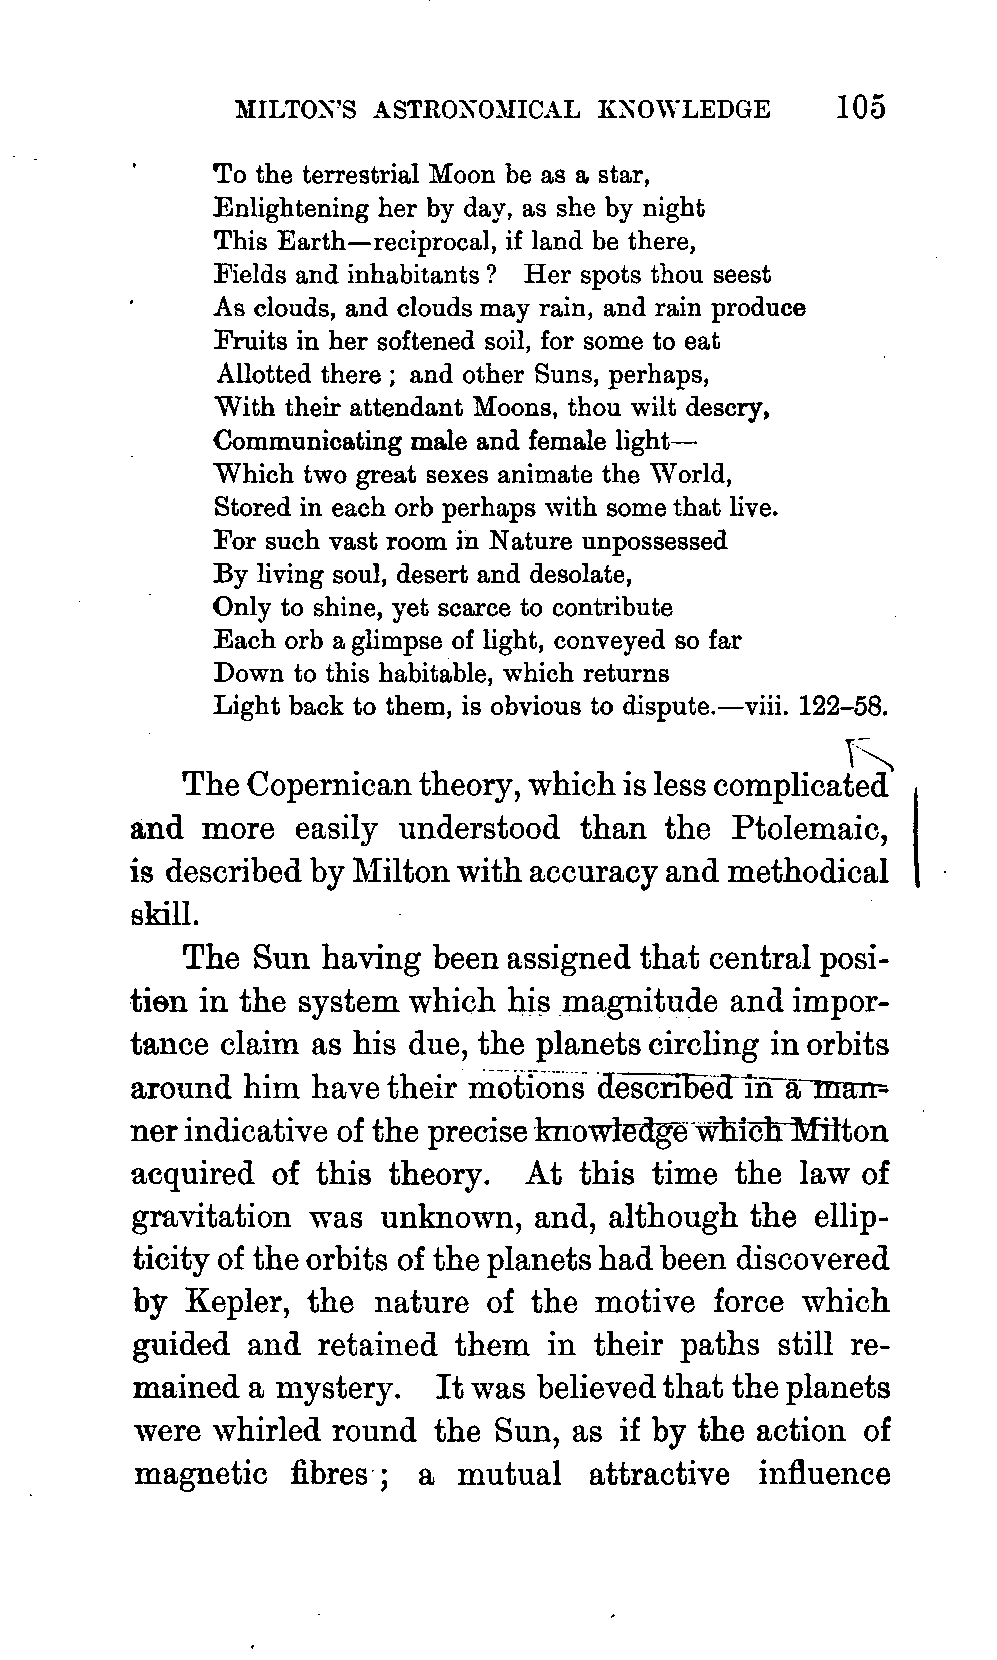 MILTON'S ASTRONOMICAL KNOWLEDGE 105
To the terrestrial Moon be as a star,
Enlightening her by day, as she by night
This Earth—reciprocal, if land be there,
Fields and inhabitants? Her spots thou seest
As clouds, and clouds may rain, and rain produce
Fruits in her softened soil, for some to eat
Allotted there; and other Suns, perhaps,
With their attendant Moons, thou wilt descry,
Communicating male and female light—
Which two great sexes animate the World,
Stored in each orb perhaps with some that live.
For such vast room in Nature unpossessed
By living soul, desert and desolate,
Only to shine, yet scarce to contribute
Each orb a glimpse of light, conveyed so far
Down to this habitable, which returns
Light back to them, is obvious to dispute.—viii. 122–58.
The Copernican theory, which is less complicated
and more easily understood than the Ptolemaic,
is described by Milton with accuracy and methodical
skill.
The Sun having been assigned that central posi-
tion in the system which his magnitude and impor-
tance claim as his due, the planets circling in orbits
around him have their motions described in a man-
ner indicative of the precise knowledge which Milton
acquired of this theory. At this time the law of
gravitation was unknown, and, although the ellip-
ticity of the orbits of the planets had been discovered
by Kepler, the nature of the motive force which
guided and retained them in their paths still re-
mained a mystery. It was believed that the planets
were whirled round the Sun, as if by the action of
magnetic fibres; a mutual attractive influence